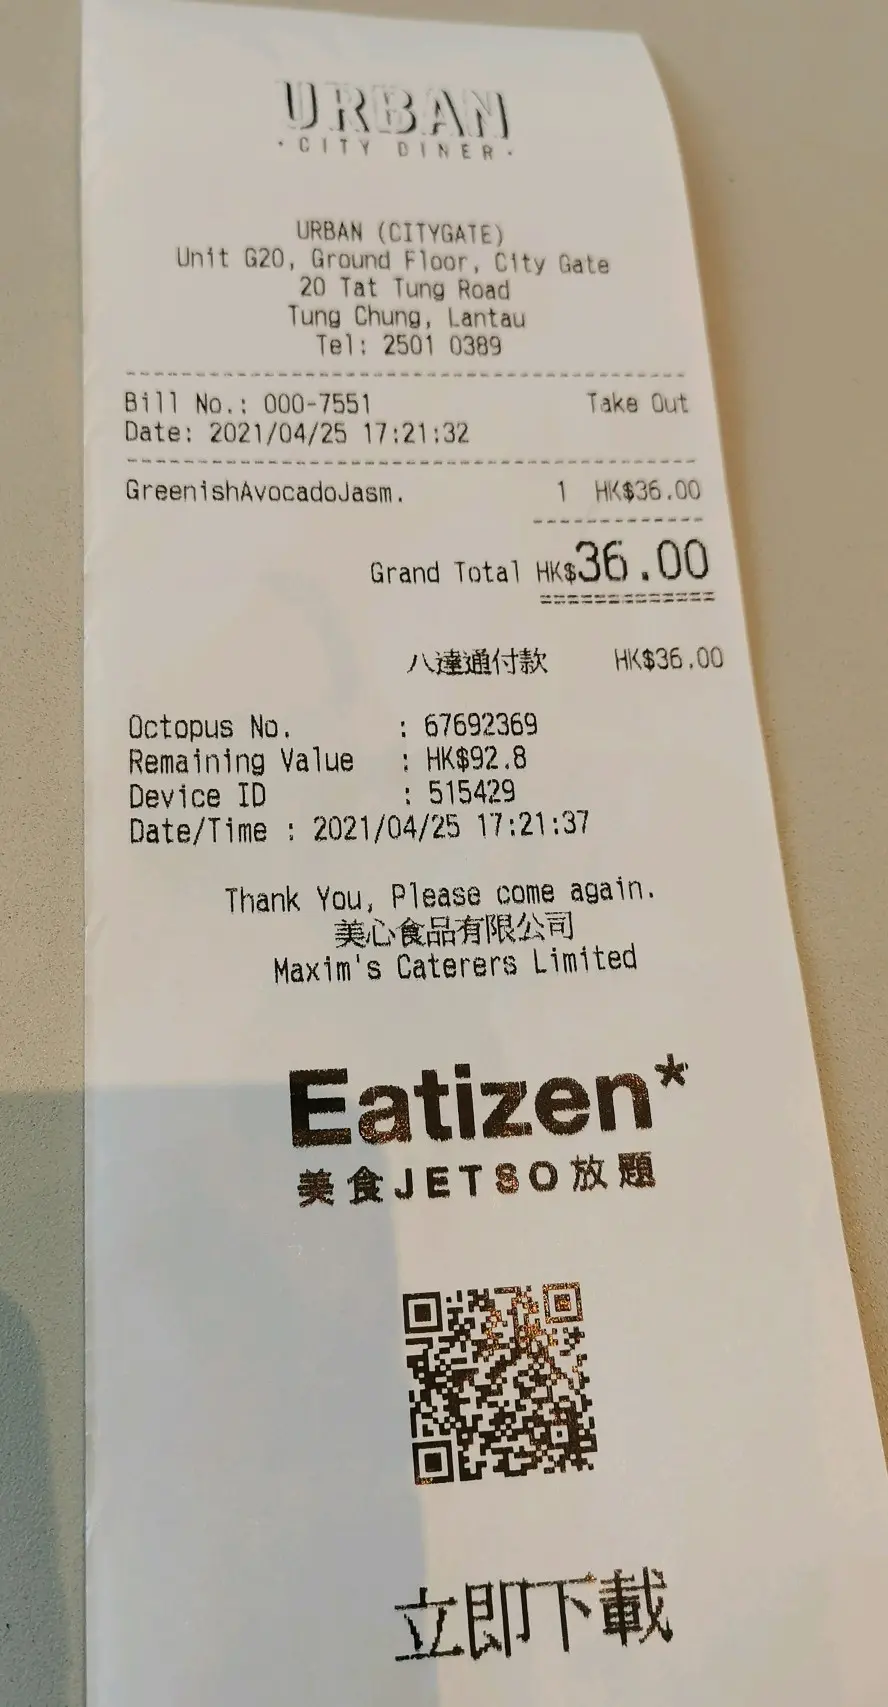 URBAN
·CITY DINER·
URBAN (CITYGATE)
Unit G20, Ground Floor, City Gate
20 Tat Tung Road
Tung Chung, Lantau
Tel: 2501 0389
Bill No.: 000-7551 Take Out
Date: 2021/04/25 17:21:32
GreenishAvocadoJasm. 1 HK$36.00
Grand Total HK$36.00
八達通付款 HK$36.00
Octopus No. : 67692369
Remaining Value : HK$92.8
Device ID : 515429
Date/Time : 2021/04/25 17:21:37
Thank You, Please come again.
美心食品有限公司
Maxim's Caterers Limited
Eatizen*
美食JETSO放題
立即下載